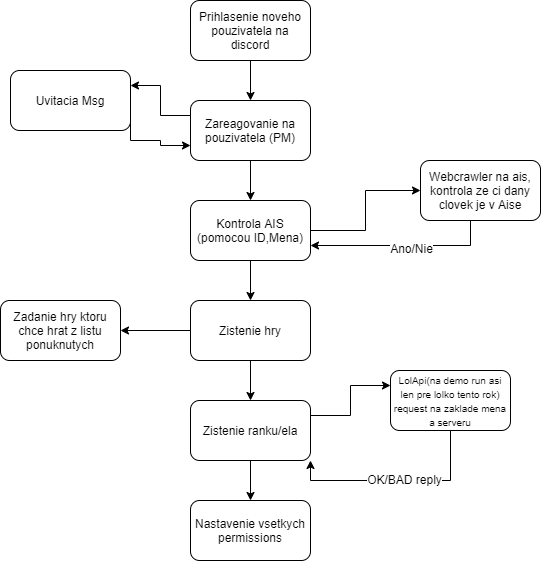 Prihlasenie noveho
pouzivatela na
discord
Uvitacia Msg
Zareagovanie na
pouzivatela (PM)
Webcrawler na ais,
kontrola ze ci dany
clovek je v Aise
Kontrola AIS
(pomocou ID,Mena)
Ano/Nie
Zadanie hry ktoru
chce hrat z listu
ponuknutych
Zistenie hry
LolApi(na demo run asi
len pre lolko tento rok)
request na zaklade mena
a serveru
Zistenie ranku/ela
OK/BAD reply
Nastavenie vsetkych
permissions